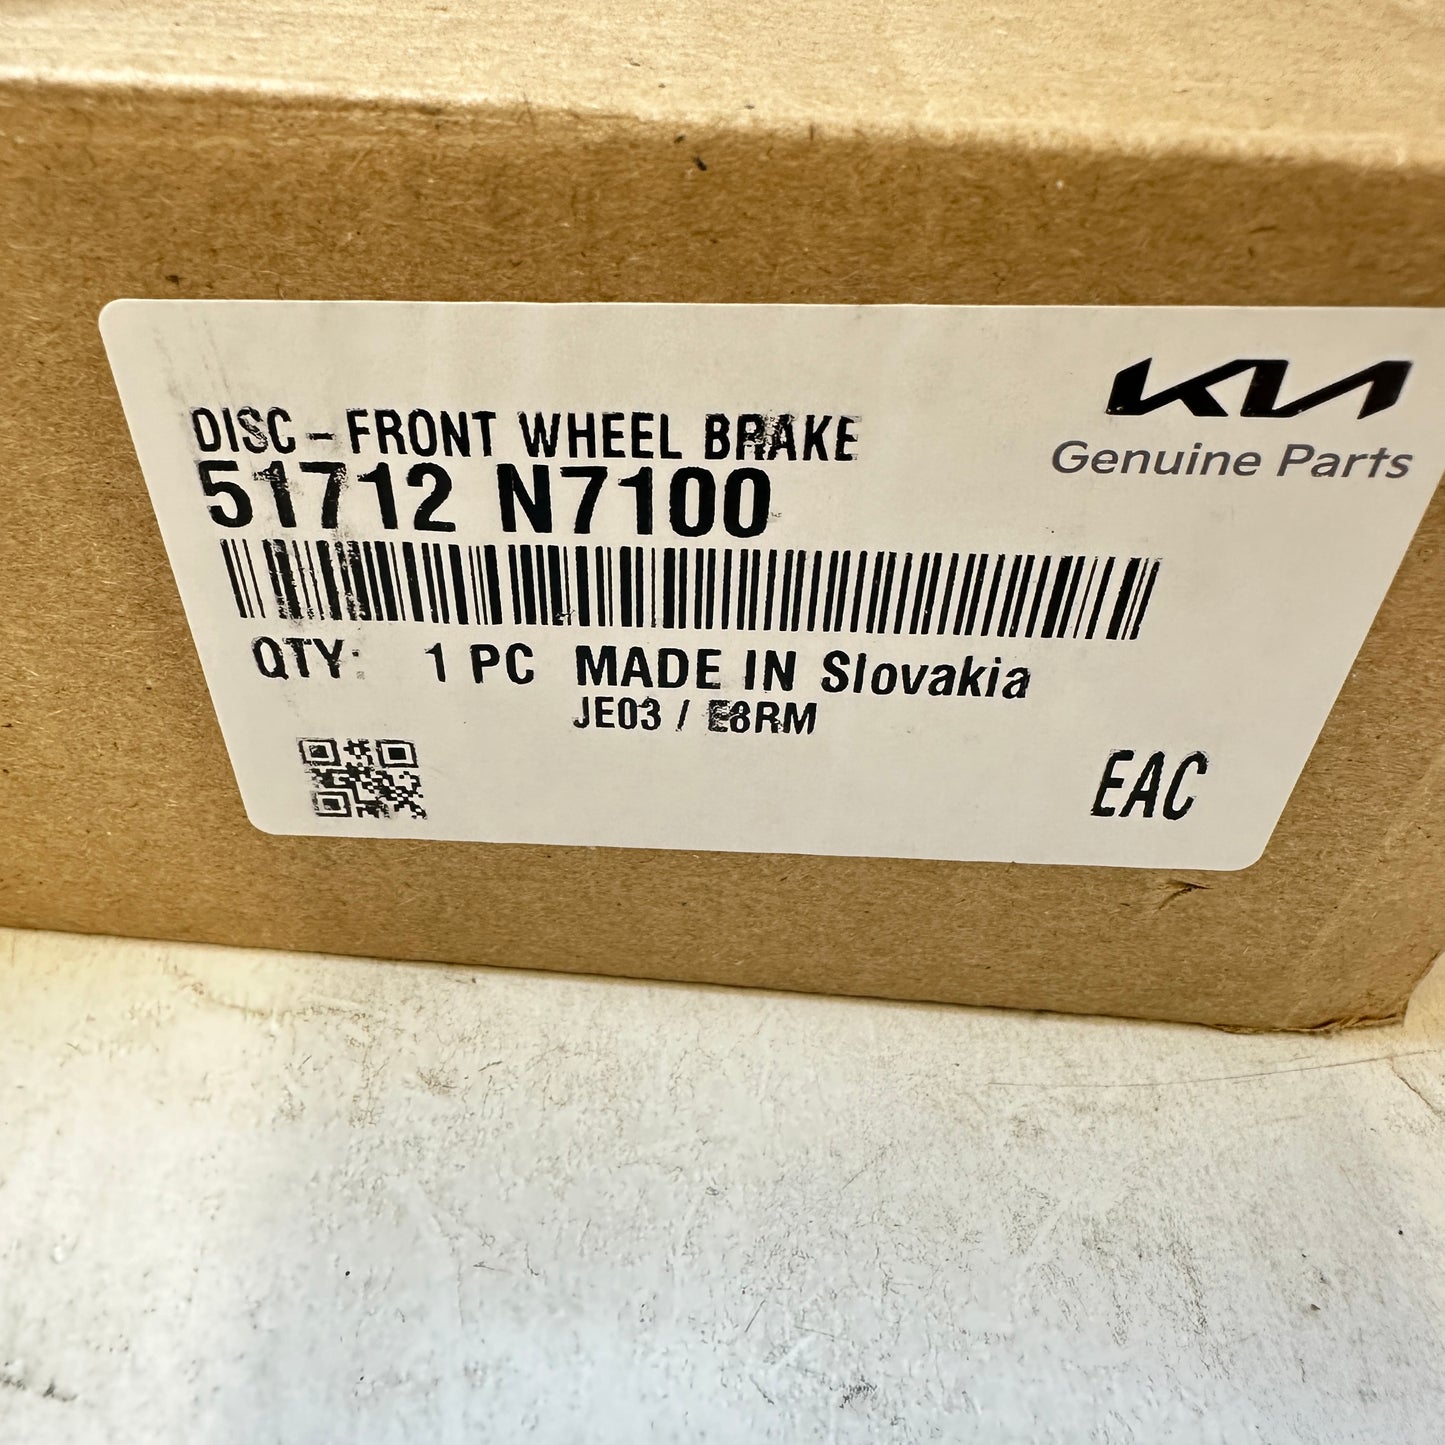 KIA
Genuine Parts
DISC - FRONT WHEEL BRAKE
51712 N7100
QTY: 1 PC MADE IN Slovakia
JE03 / E8RM
EAC